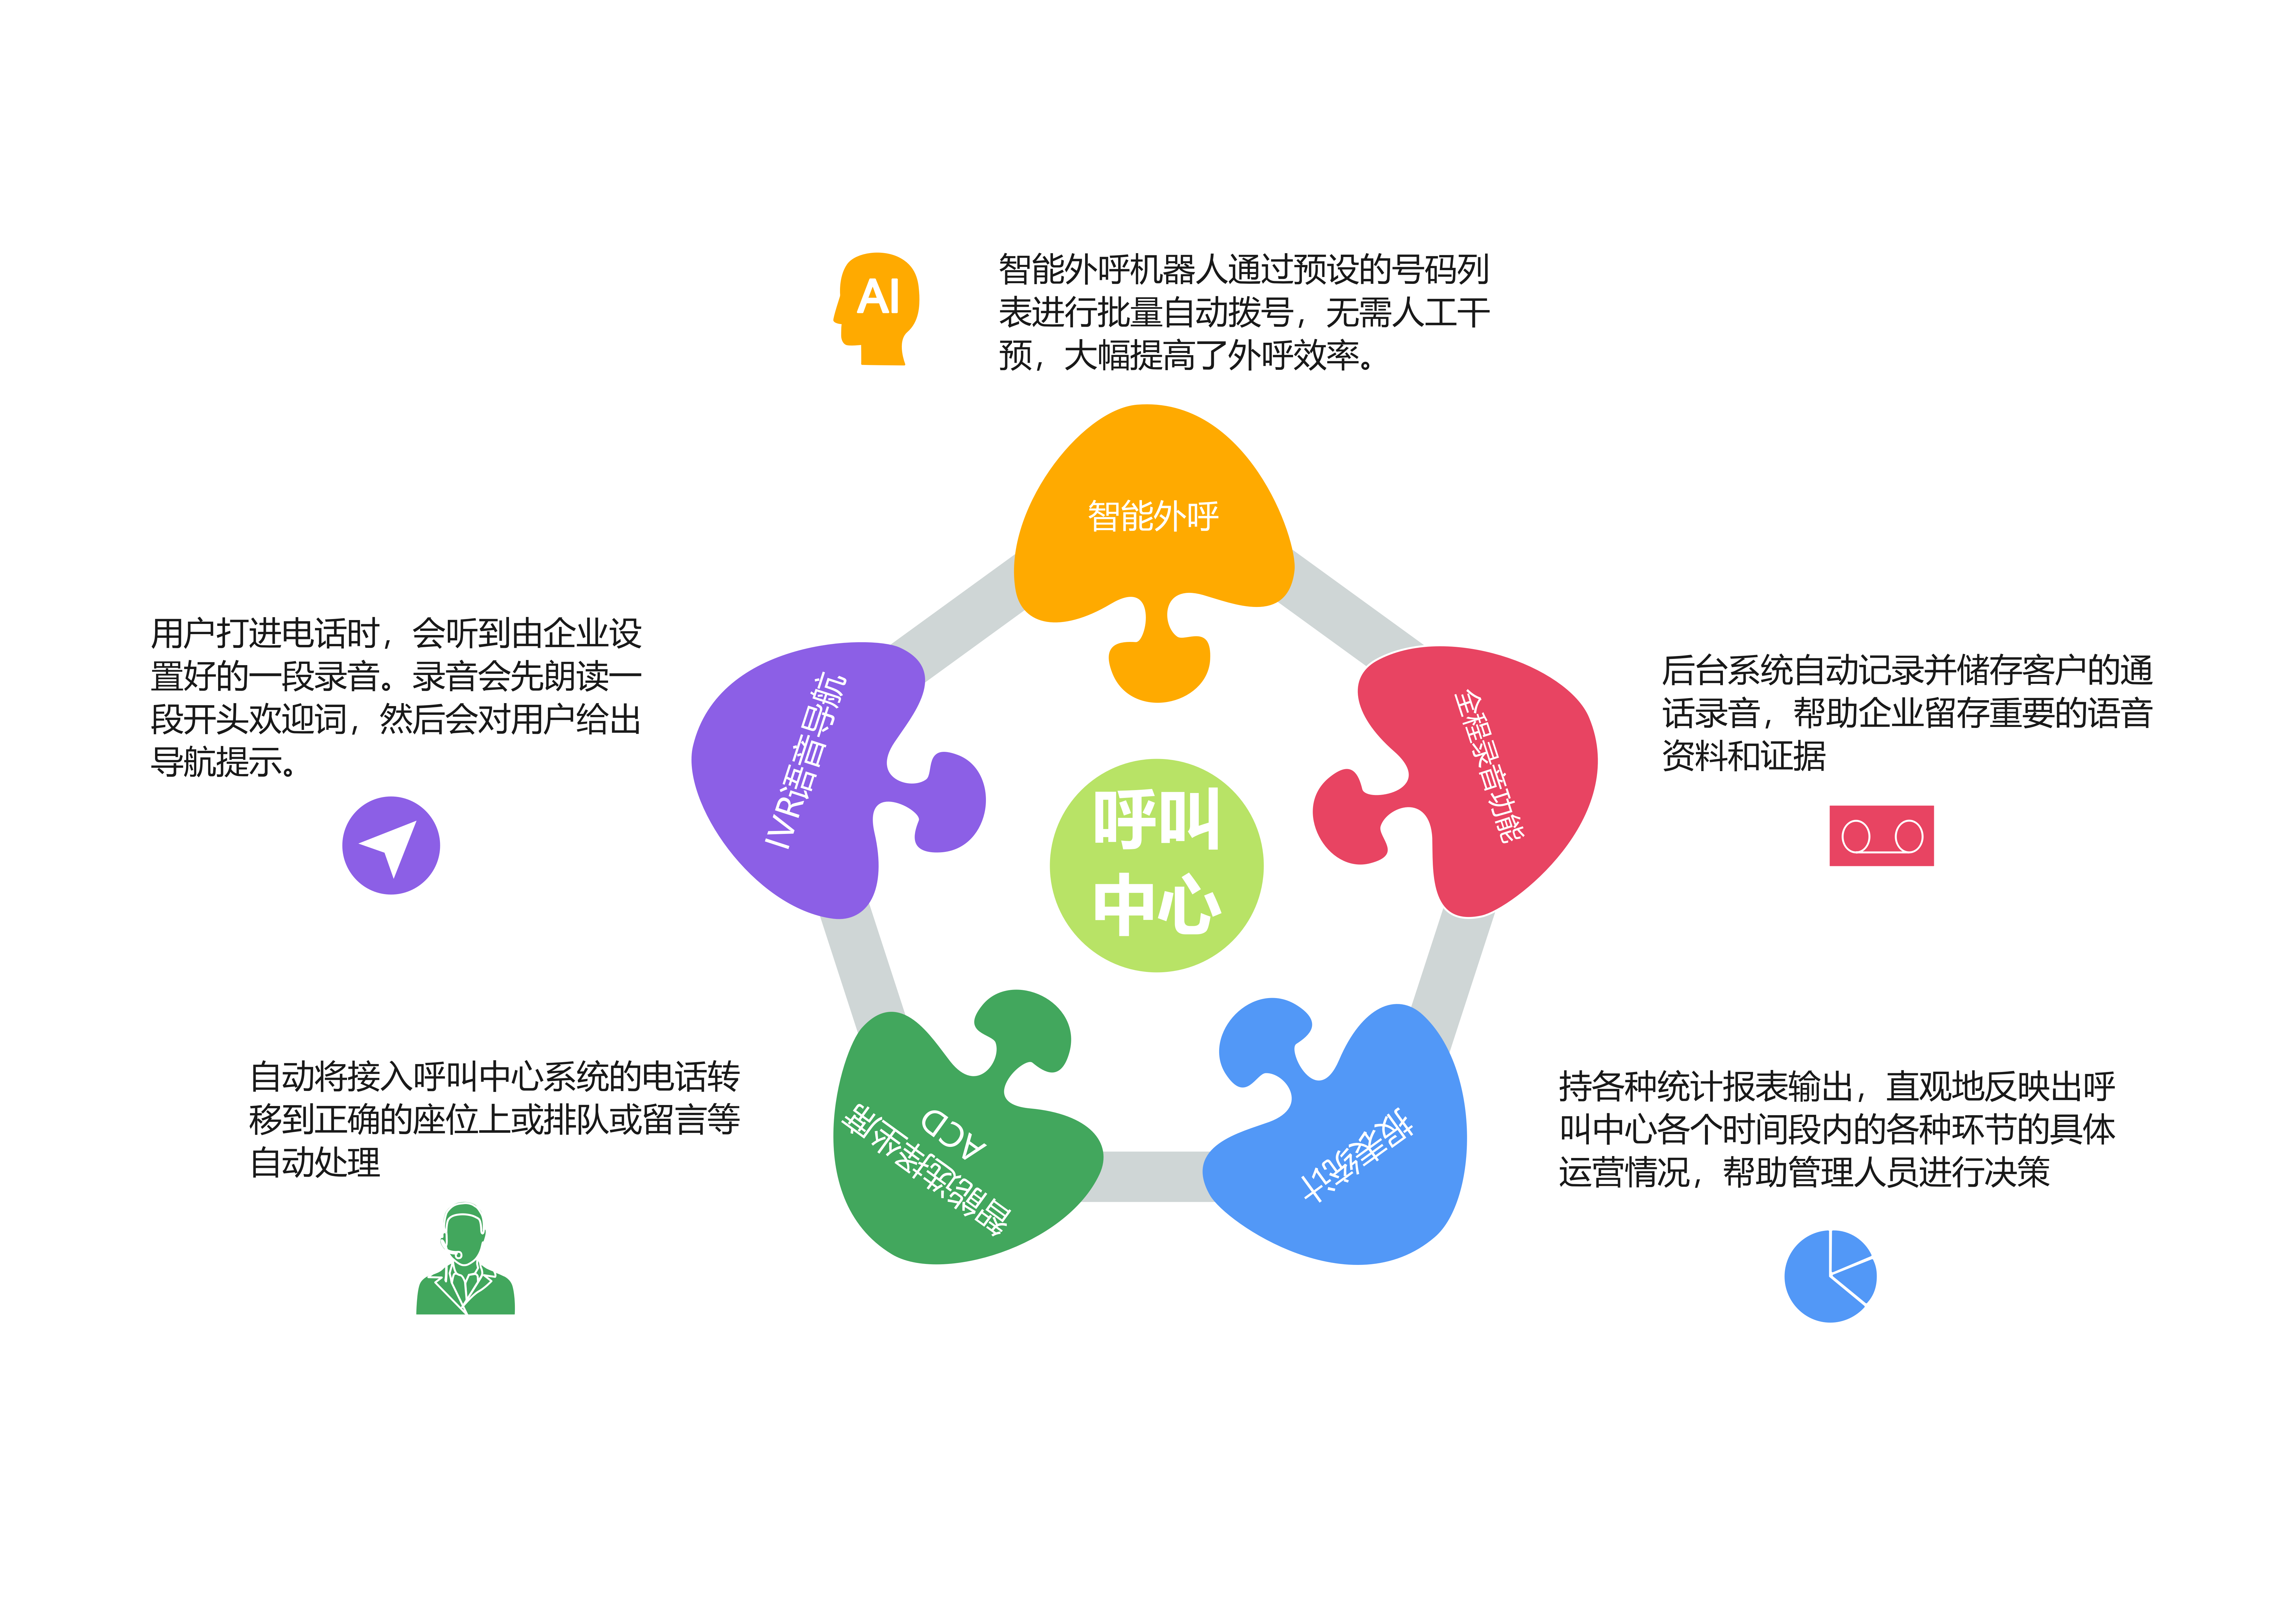 AI
智能外呼机器人通过预设的号码列
表进行批量自动拨号，无需人工干
预，大幅提高了外呼效率。
智能外呼
用户打进电话时，会听到由企业设
置好的一段录音。录音会先朗读一
段开头欢迎词，然后会对用户给出
导航提示。
IVR语音导航
呼叫
中心
全程录音功能
后台系统自动记录并储存客户的通
话录音，帮助企业留存重要的语音
资料和证据
自动将接入呼叫中心系统的电话转
移到正确的座位上或排队或留言等
自动处理
智能选择坐席
ACD
报表统计
持各种统计报表输出，直观地反映出呼
叫中心各个时间段内的各种环节的具体
运营情况，帮助管理人员进行决策